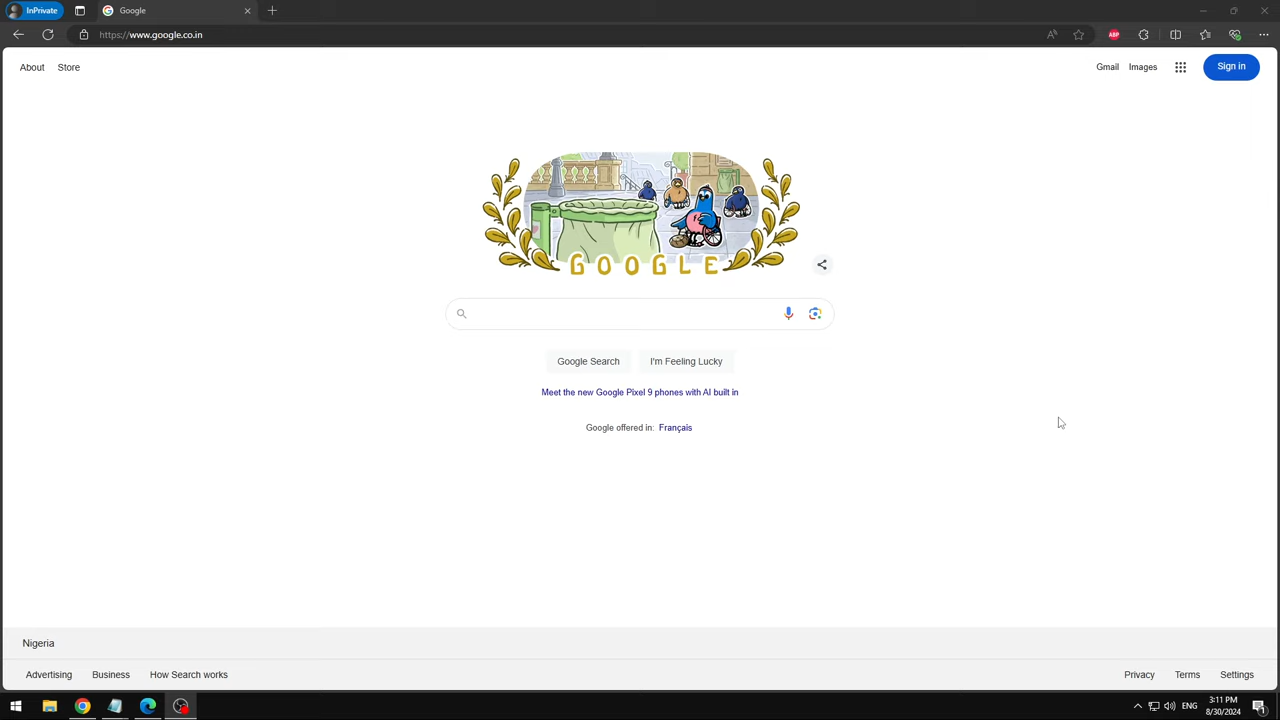 InPrivate
Google
https://www.google.co.in
ABP
About Store
Gmail Images Sign in
GOOGLE
Google Search I'm Feeling Lucky
Meet the new Google Pixel 9 phones with AI built in
Google offered in: Français
Nigeria
Advertising Business How Search works
Privacy Terms Settings
ENG
3:11 PM
8/30/2024
1